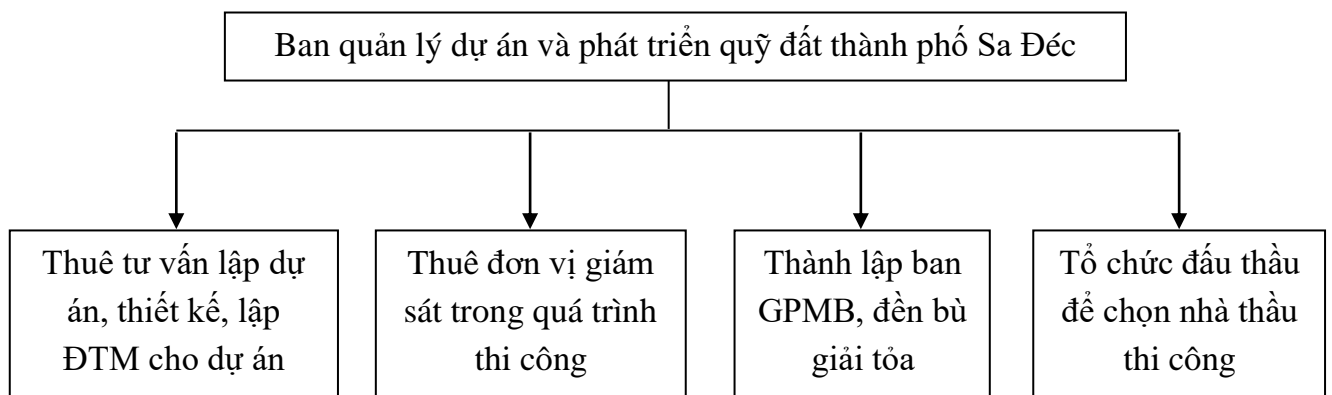 Ban quản lý dự án và phát triển quỹ đất thành phố Sa Đéc
Thuê tư vấn lập dự
án, thiết kế, lập
ĐTM cho dự án
Thuê đơn vị giám
sát trong quá trình
thi công
Thành lập ban
GPMB, đền bù
giải tỏa
Tổ chức đấu thầu
để chọn nhà thầu
thi công